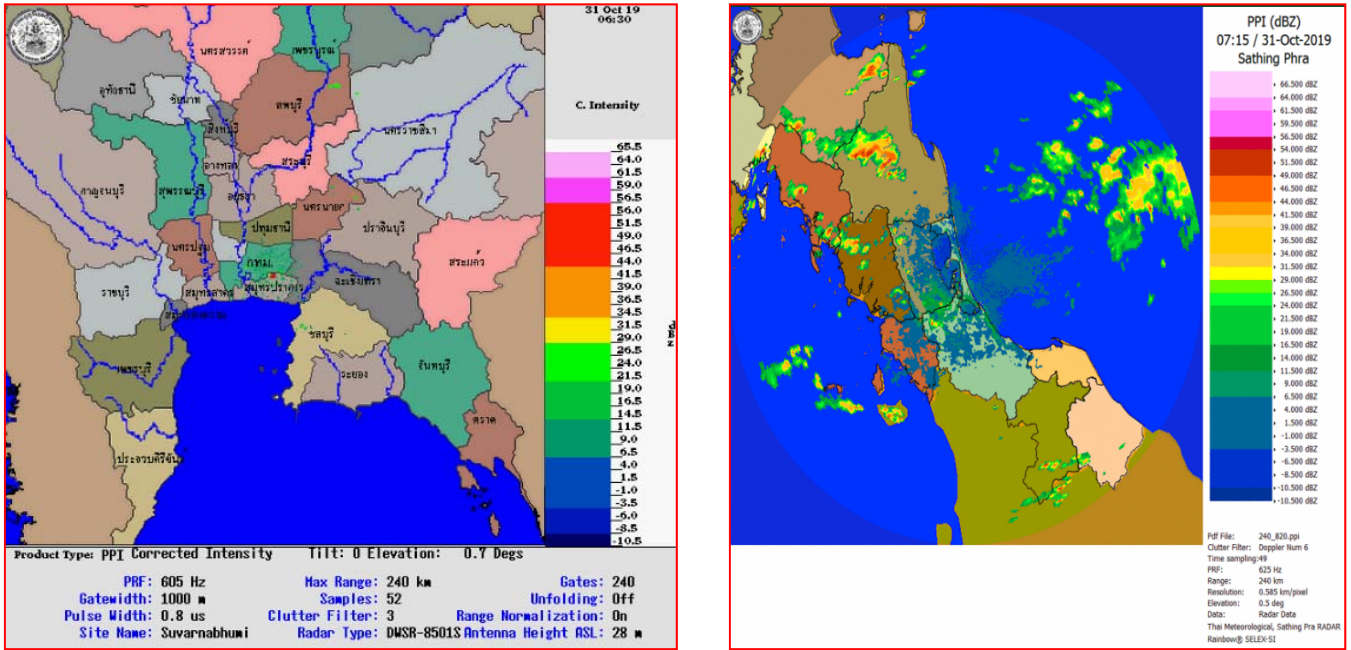 31 Oct 19
06:30
C. Intensity
นครสวรรค์
เพชรบูรณ์
อุทัยธานี
ชัยนาท
ลพบุรี
สิงห์บุรี
นครราชสีมา
อ่างทอง
สระบุรี
กาญจนบุรี
สุพรรณบุรี
อยุธยา
นครนายก
ปทุมธานี
ปราจีนบุรี
นครปฐม
กทม.
สระแก้ว
ราชบุรี
สมุทรสาคร
สมุทรปราการ
ฉะเชิงเทรา
ชลบุรี
เพชรบุรี
ระยอง
จันทบุรี
ตราด
ประจวบคีรีขันธ์
65.5
64.0
61.5
59.0
56.5
56.0
51.5
49.0
46.5
44.0
41.5
39.0
36.5
34.5
31.5
29.0
26.5
24.0
21.5
19.0
16.5
14.5
11.5
9.0
6.5
4.0
1.5
-1.0
-3.5
-6.0
-8.5
-10.5
Product Type: PPI Corrected Intensity Tilt: 0 Elevation: 0.7 Degs
PRF: 605 Hz Max Range: 240 km Gates: 240
Gatewidth: 1000 m Samples: 52 Unfolding: Off
Pulse Width: 0.8 us Clutter Filter: 3 Range Normalization: On
Site Name: Suvarnabhumi Radar Type: DWSR-8501S Antenna Height ASL: 28 m
PPI (dBZ)
07:15 / 31-Oct-2019
Sathing Phra
66.500 dBZ
64.000 dBZ
61.500 dBZ
59.500 dBZ
56.500 dBZ
54.000 dBZ
51.500 dBZ
49.000 dBZ
46.500 dBZ
44.000 dBZ
41.500 dBZ
39.000 dBZ
36.500 dBZ
34.000 dBZ
31.500 dBZ
29.000 dBZ
26.500 dBZ
24.000 dBZ
21.500 dBZ
19.000 dBZ
16.500 dBZ
14.000 dBZ
11.500 dBZ
9.000 dBZ
6.500 dBZ
4.000 dBZ
1.500 dBZ
-1.000 dBZ
-3.500 dBZ
-8.500 dBZ
-10.500 dBZ
-10.500 dBZ
Pdf File: 240_820.ppi
Clutter Filter: Doppler Num 6
Time sampling:49
PRF: 625 Hz
Range: 240 km
Resolution: 0.585 km/pixel
Elevation: 0.5 deg
Data: Radar Data
Thai Meteorological, Sathing Pra RADAR
Rainbow® SELEX-SI